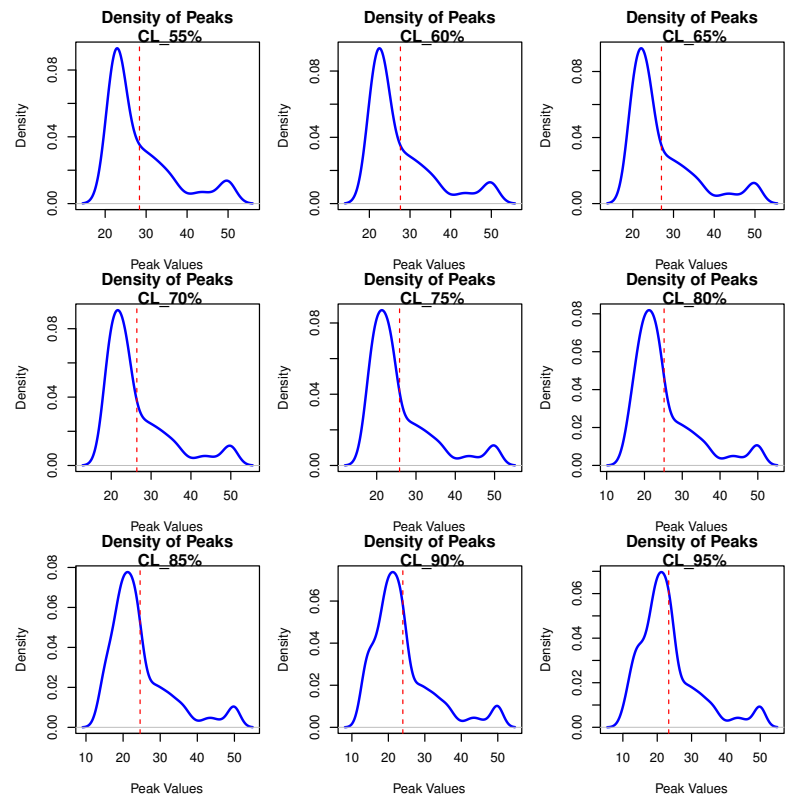 Density of Peaks
CL_55%
Density
0.00 0.04 0.08
20 30 40 50
Peak Values
Density of Peaks
CL_60%
Density
0.00 0.04 0.08
20 30 40 50
Peak Values
Density of Peaks
CL_65%
Density
0.00 0.04 0.08
20 30 40 50
Peak Values
Density of Peaks
CL_70%
Density
0.00 0.04 0.08
20 30 40 50
Peak Values
Density of Peaks
CL_75%
Density
0.00 0.04 0.08
20 30 40 50
Peak Values
Density of Peaks
CL_80%
Density
0.00 0.02 0.04 0.06 0.08
10 20 30 40 50
Peak Values
Density of Peaks
CL_85%
Density
0.00 0.02 0.04 0.06 0.08
10 20 30 40 50
Peak Values
Density of Peaks
CL_90%
Density
0.00 0.02 0.04 0.06
10 20 30 40 50
Peak Values
Density of Peaks
CL_95%
Density
0.00 0.02 0.04 0.06
10 20 30 40 50
Peak Values